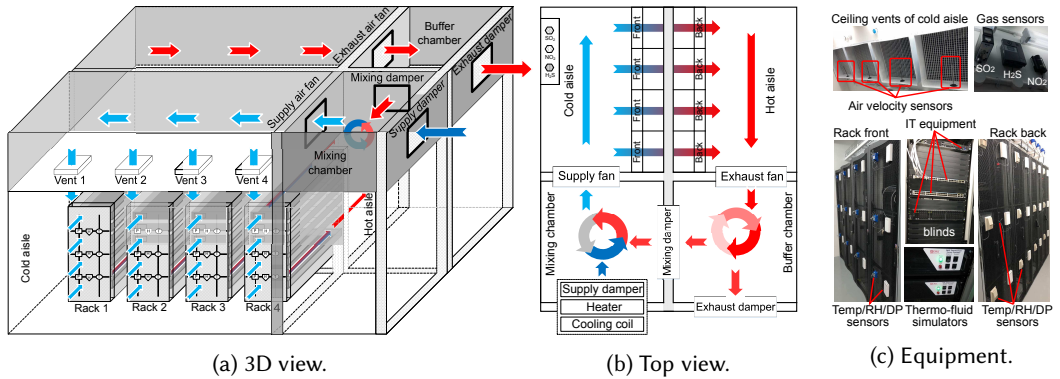 Exhaust air fan
Buffer
chamber
Exhaust damper
Mixing damper
Supply air fan
Supply damper
Mixing
chamber
Vent 1
Vent 2
Vent 3
Vent 4
Cold aisle
Hot aisle
Rack 1
Rack 2
Rack 3
Rack 4
(a) 3D view.
SO₂
NO₂
H₂S
Front
Back
Front
Back
Front
Back
Front
Back
Cold aisle
Hot aisle
Supply fan
Exhaust fan
Mixing chamber
Mixing damper
Buffer chamber
Supply damper
Heater
Cooling coil
Exhaust damper
(b) Top view.
Ceiling vents of cold aisle
Gas sensors
SO₂
H₂S
NO₂
Air velocity sensors
IT equipment
Rack front
Rack back
blinds
Temp/RH/DP
sensors
Thermo-fluid
simulators
Temp/RH/DP
sensors
(c) Equipment.